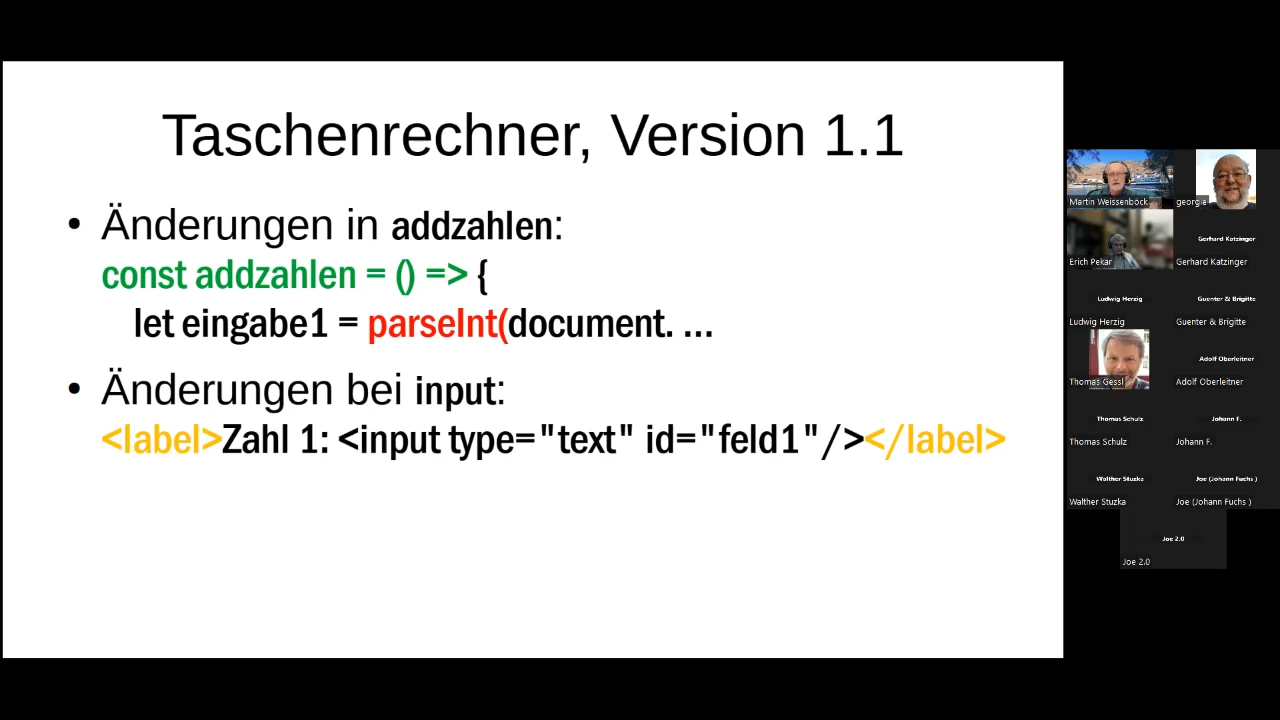 Taschenrechner, Version 1.1
• Änderungen in addzahlen:
const addzahlen = () => {
let eingabe1 = parseInt(document. ...
• Änderungen bei input:
<label>Zahl 1: <input type="text" id="feld1"/></label>
Martin Weissenböck
georgie
Erich Pekar
Gerhard Katzinger
Gerhard Katzinger
Ludwig Herzig
Ludwig Herzig
Guenter & Brigitte
Guenter & Brigitte
Thomas Gessl
Adolf Oberleitner
Adolf Oberleitner
Thomas Schulz
Thomas Schulz
Johann F.
Johann F.
Walther Stuzka
Walther Stuzka
Joe (Johann Fuchs )
Joe (Johann Fuchs )
Joe 2.0
Joe 2.0